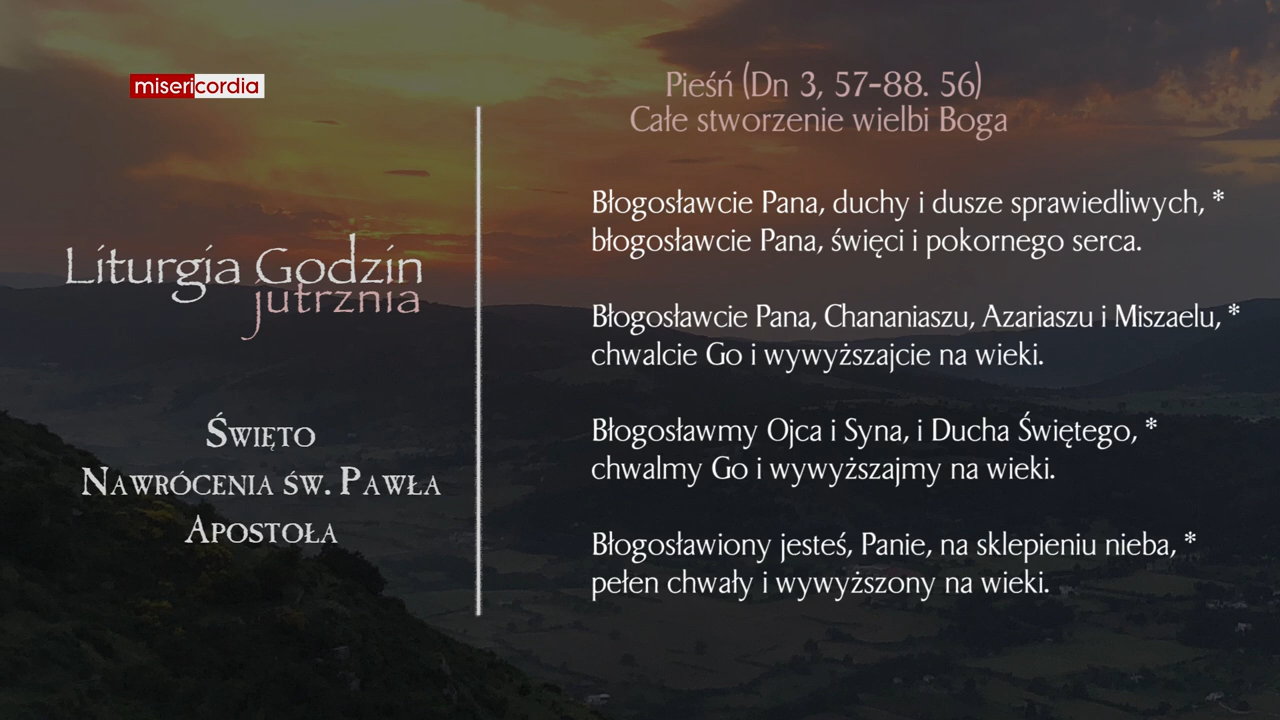 misericordia
Liturgia Godzin
jutrznia
Święto
Nawrócenia św. Pawła
Apostoła
Pieśń (Dn 3, 57-88. 56)
Całe stworzenie wielbi Boga
Błogosławcie Pana, duchy i dusze sprawiedliwych, *
błogosławcie Pana, święci i pokornego serca.
Błogosławcie Pana, Chananiaszu, Azariaszu i Miszaelu, *
chwalcie Go i wywyższajcie na wieki.
Błogosławmy Ojca i Syna, i Ducha Świętego, *
chwalmy Go i wywyższajmy na wieki.
Błogosławiony jesteś, Panie, na sklepieniu nieba, *
pełen chwały i wywyższony na wieki.